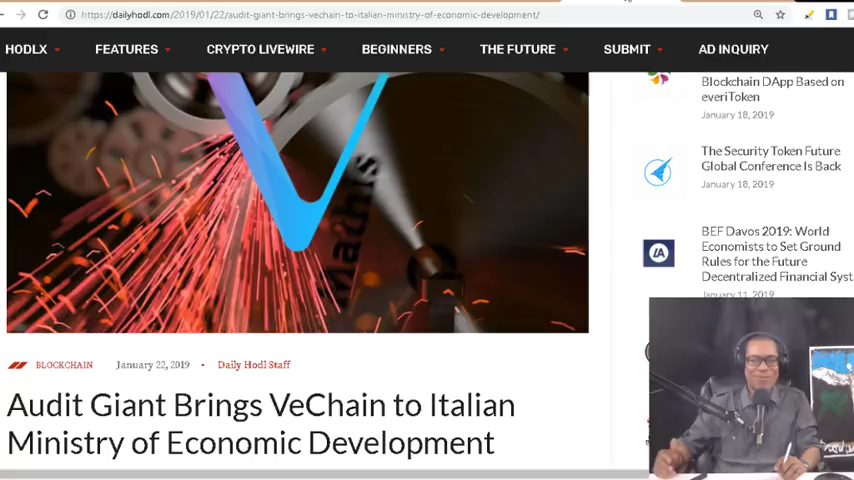 https://dailyhodl.com/2019/01/22/audit-giant-brings-vechain-to-italian-ministry-of-economic-development/
HODLX FEATURES CRYPTO LIVEWIRE BEGINNERS THE FUTURE SUBMIT AD INQUIRY
Mathis
BLOCKCHAIN January 22, 2019 • Daily Hodl Staff
Audit Giant Brings VeChain to Italian
Ministry of Economic Development
Blockchain DApp Based on
everiToken
January 18, 2019
The Security Token Future
Global Conference Is Back
January 18, 2019
BEF Davos 2019: World
Economists to Set Ground
Rules for the Future
Decentralized Financial Syst
January 11, 2019